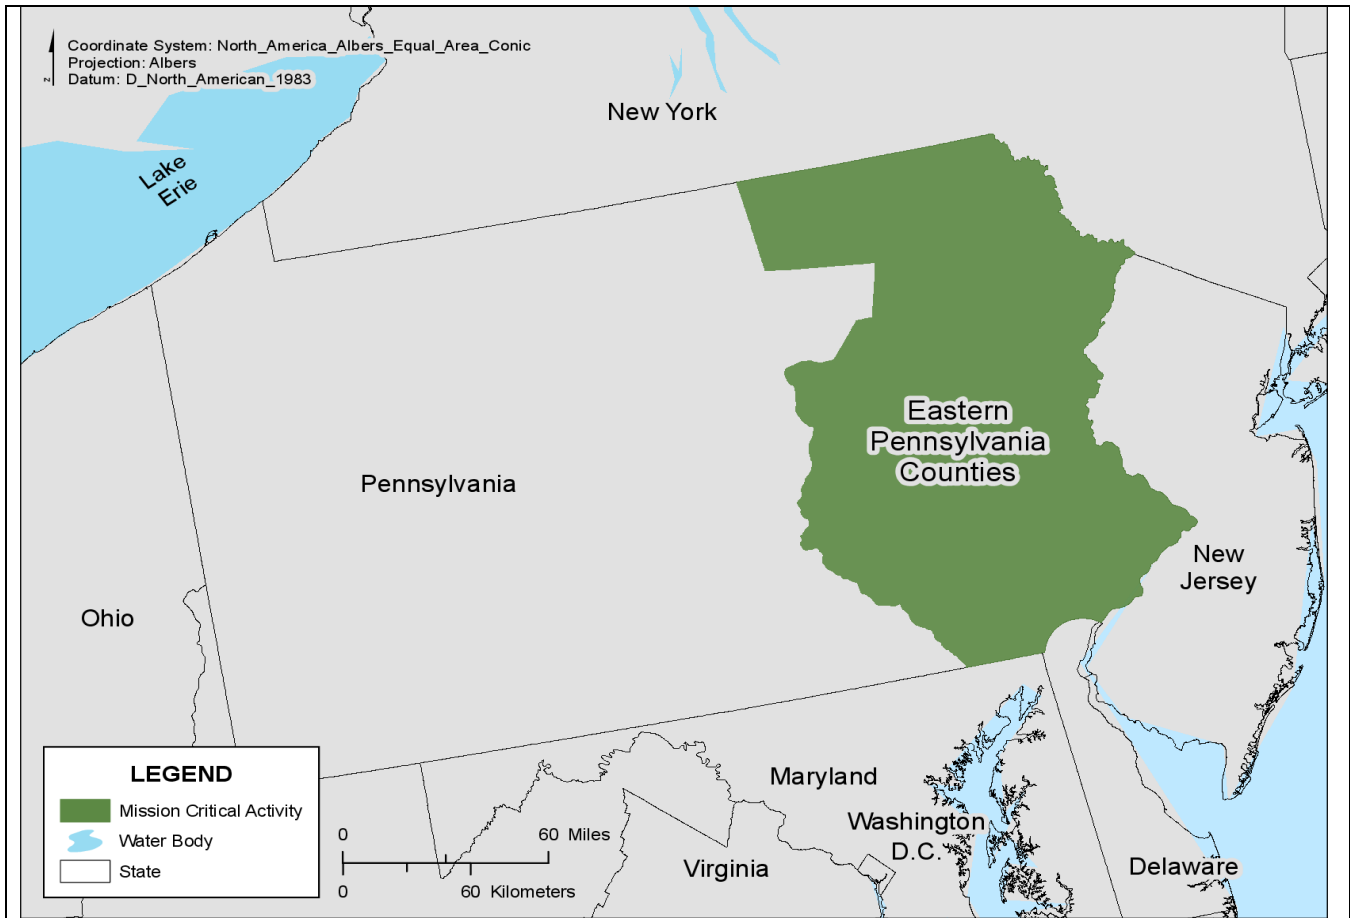 Coordinate System: North_America_Albers_Equal_Area_Conic
Projection: Albers
Datum: D_North_American_1983
z
New York
Lake
Erie
Eastern
Pennsylvania
Counties
Pennsylvania
New
Jersey
Ohio
LEGEND
Mission Critical Activity
Water Body
State
0 60 Miles
0 60 Kilometers
Maryland
Washington
D.C.
Virginia
Delaware